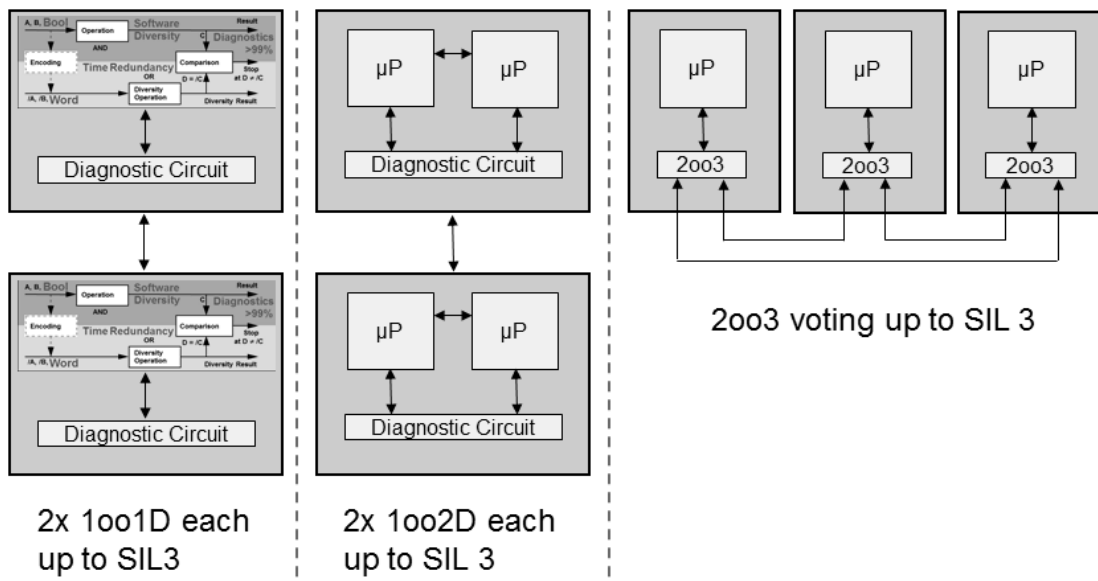 A, B, Bool
Operation
AND
Software
Diversity
Result
C
Diagnostics
>99%
Encoding
Time Redundancy
OR
D = /C
Comparison
Stop
at D ≠ /C
/A, /B, Word
Diversity
Operation
Diversity Result
Diagnostic Circuit
A, B, Bool
Operation
AND
Software
Diversity
Result
C
Diagnostics
>99%
Encoding
Time Redundancy
OR
D = /C
Comparison
Stop
at D ≠ /C
/A, /B, Word
Diversity
Operation
Diversity Result
Diagnostic Circuit
2x 1oo1D each
up to SIL3
µP
µP
Diagnostic Circuit
µP
µP
Diagnostic Circuit
2x 1oo2D each
up to SIL 3
µP
µP
µP
2oo3
2oo3
2oo3
2oo3 voting up to SIL 3